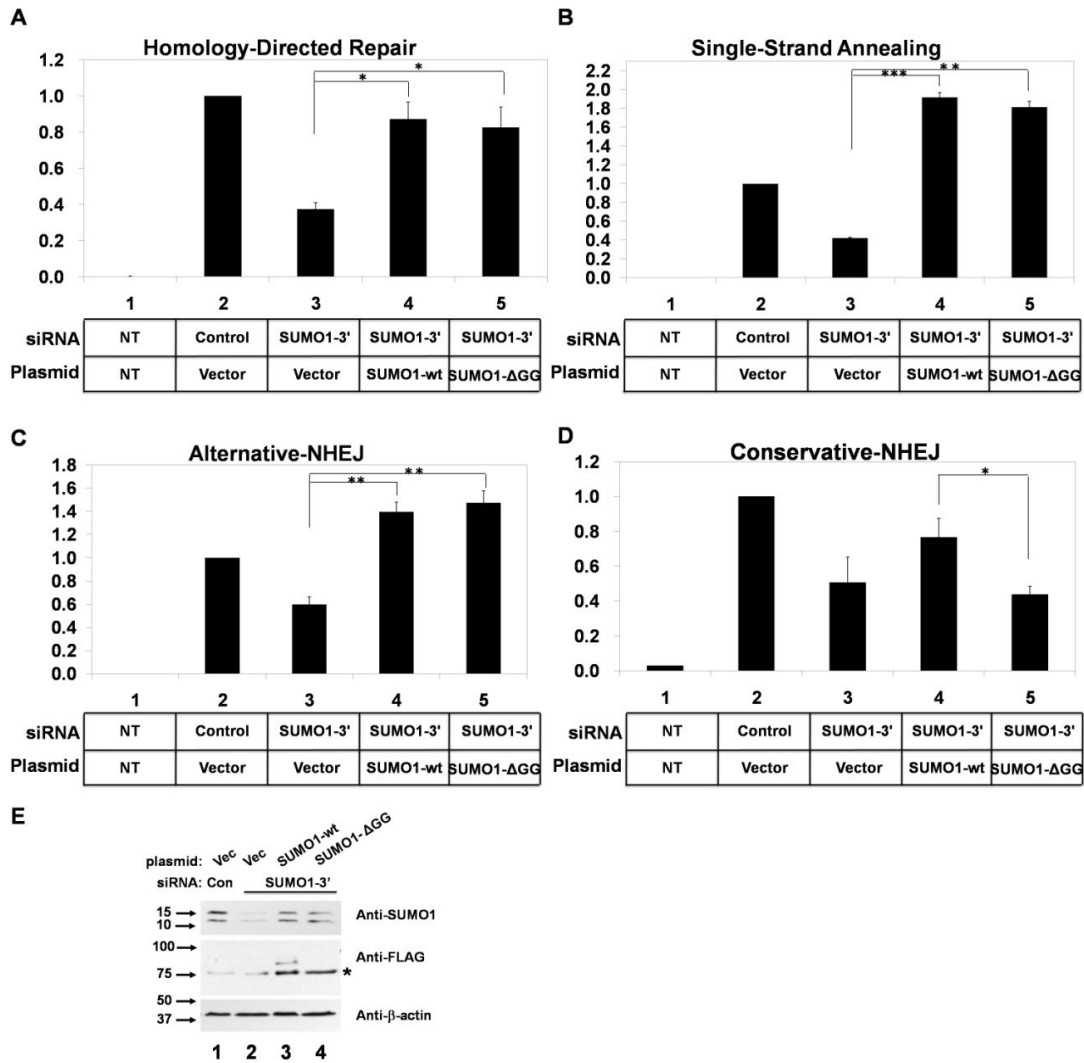 A
Homology-Directed Repair
1.2
1.0
0.8
0.6
0.4
0.2
0.0
* *
1 2 3 4 5
siRNA NT Control SUMO1-3' SUMO1-3' SUMO1-3'
Plasmid NT Vector Vector SUMO1-wt SUMO1-ΔGG
B
Single-Strand Annealing
2.2
2.0
1.8
1.6
1.4
1.2
1.0
0.8
0.6
0.4
0.2
0.0
*** **
1 2 3 4 5
siRNA NT Control SUMO1-3' SUMO1-3' SUMO1-3'
Plasmid NT Vector Vector SUMO1-wt SUMO1-ΔGG
C
Alternative-NHEJ
1.8
1.6
1.4
1.2
1.0
0.8
0.6
0.4
0.2
0.0
** **
1 2 3 4 5
siRNA NT Control SUMO1-3' SUMO1-3' SUMO1-3'
Plasmid NT Vector Vector SUMO1-wt SUMO1-ΔGG
D
Conservative-NHEJ
1.2
1.0
0.8
0.6
0.4
0.2
0.0
*
1 2 3 4 5
siRNA NT Control SUMO1-3' SUMO1-3' SUMO1-3'
Plasmid NT Vector Vector SUMO1-wt SUMO1-ΔGG
E
plasmid: Vec Vec SUMO1-wt SUMO1-ΔGG
siRNA: Con SUMO1-3'
15
10
Anti-SUMO1
100
75
Anti-FLAG
*
50
37
Anti-β-actin
1 2 3 4